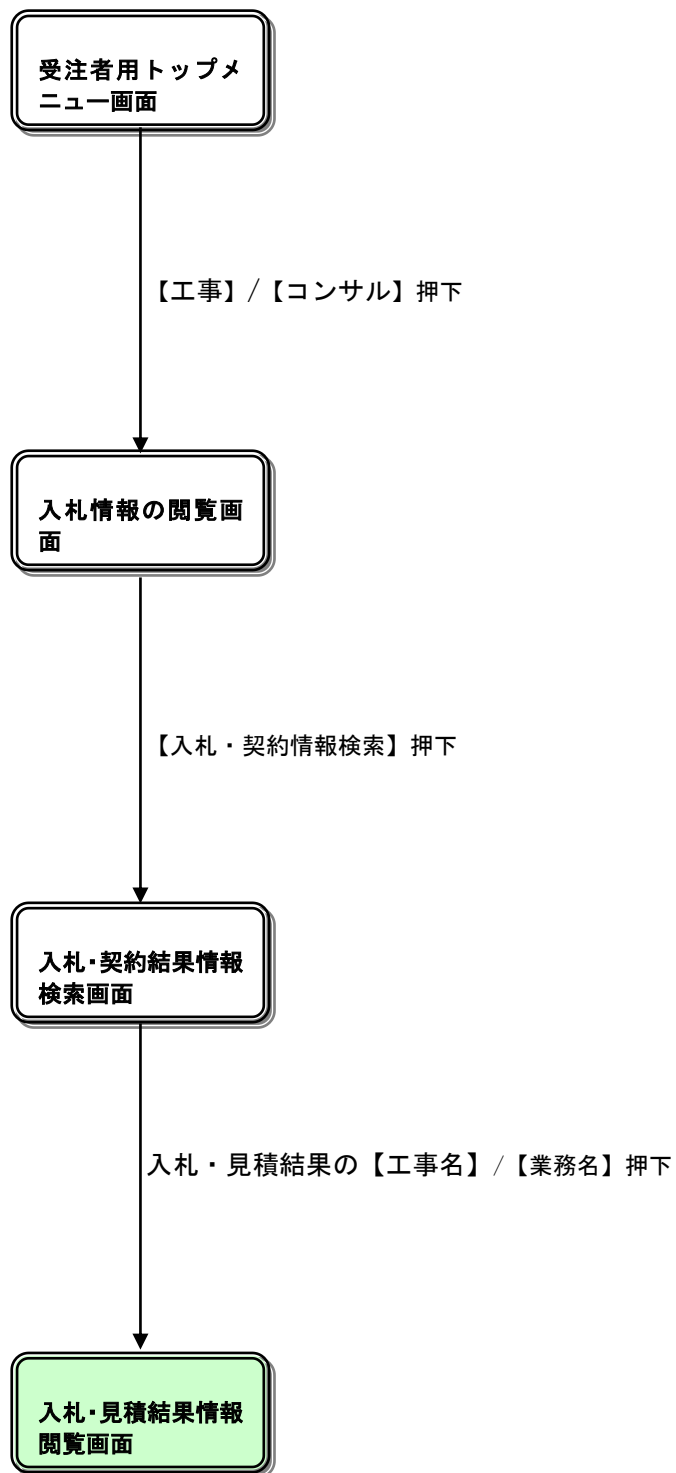 受注者用トップメ
ニュー画面
【工事】/【コンサル】押下
入札情報の閲覧画
面
【入札・契約情報検索】押下
入札・契約結果情報
検索画面
入札・見積結果の【工事名】/【業務名】押下
入札・見積結果情報
閲覧画面